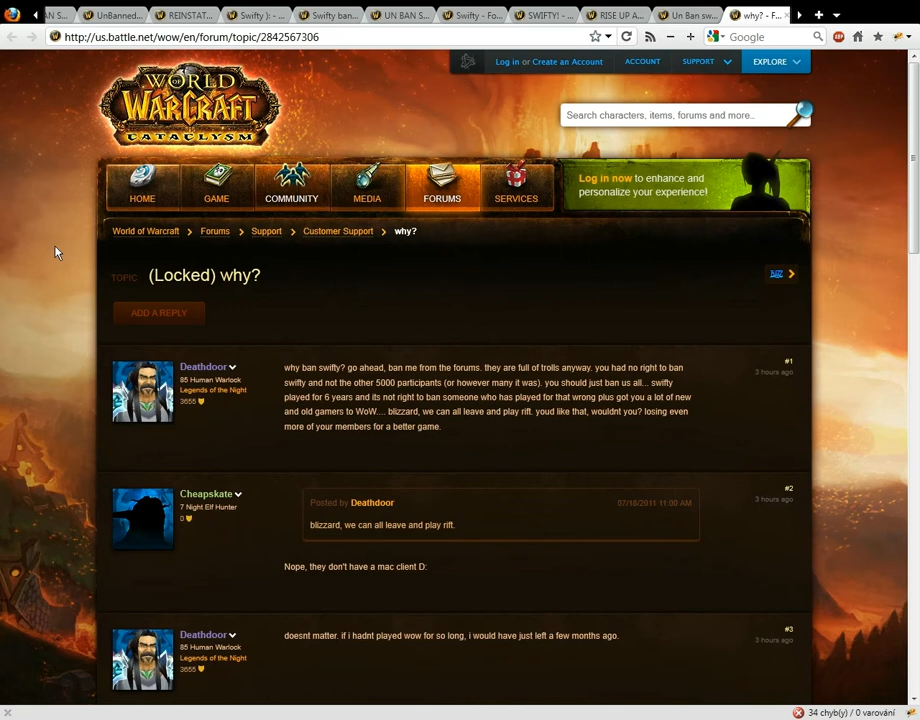 AN S...
UnBanned...
REINSTAT...
Swifty ): - ...
Swifty ban...
UN BAN S...
Swifty - Fo...
SWIFTY! - ...
RISE UP A...
Un Ban sw...
why? - F...
http://us.battle.net/wow/en/forum/topic/2842567306
Google
Log in or Create an Account
ACCOUNT
SUPPORT
EXPLORE
WORLD
OF
WARCRAFT
CATACLYSM
Search characters, items, forums and more...
HOME
GAME
COMMUNITY
MEDIA
FORUMS
SERVICES
Log in now to enhance and
personalize your experience!
World of Warcraft
Forums
Support
Customer Support
why?
TOPIC (Locked) why?
ADD A REPLY
Deathdoor
85 Human Warlock
Legends of the Night
3655
why ban swifty? go ahead, ban me from the forums. they are full of trolls anyway. you had no right to ban
swifty and not the other 5000 participants (or however many it was). you should just ban us all... swifty
played for 6 years and its not right to ban someone who has played for that wrong plus got you a lot of new
and old gamers to WoW.... blizzard, we can all leave and play rift. youd like that, wouldnt you? losing even
more of your members for a better game.
#1
3 hours ago
Cheapskate
7 Night Elf Hunter
0
Posted by Deathdoor
07/16/2011 11:00 AM
blizzard, we can all leave and play rift.
Nope, they don't have a mac client D:
#2
3 hours ago
Deathdoor
85 Human Warlock
Legends of the Night
3655
doesnt matter. if i hadnt played wow for so long, i would have just left a few months ago.
#3
3 hours ago
34 chyb(y) / 0 varování